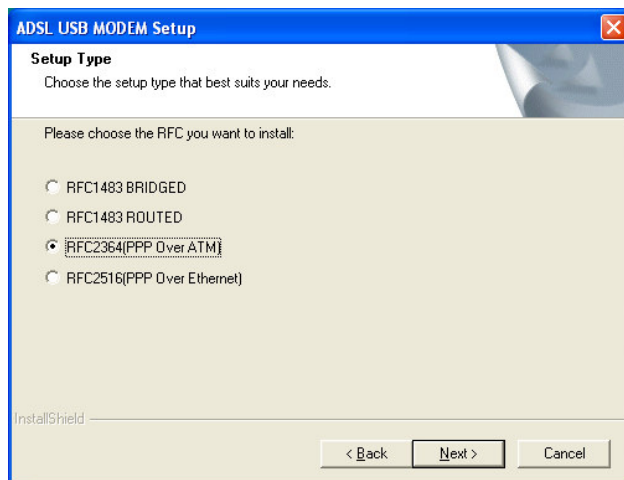 ADSL USB MODEM Setup
Setup Type
Choose the setup type that best suits your needs.
Please choose the RFC you want to install:
RFC1483 BRIDGED
RFC1483 ROUTED
RFC2364(PPP Over ATM)
RFC2516(PPP Over Ethernet)
InstallShield
< Back Next > Cancel